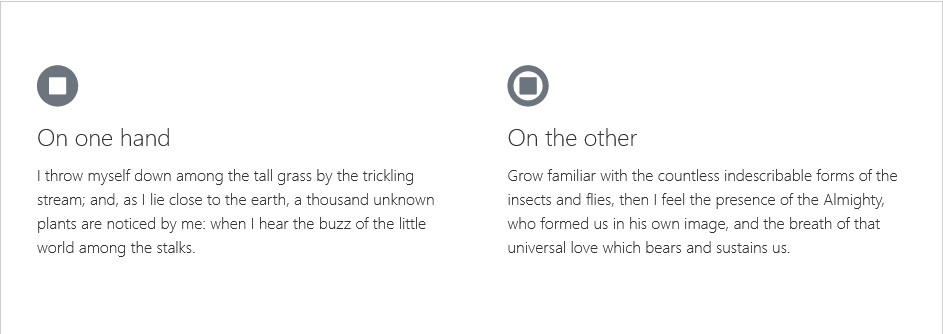 On one hand
I throw myself down among the tall grass by the trickling
stream; and, as I lie close to the earth, a thousand unknown
plants are noticed by me: when I hear the buzz of the little
world among the stalks.
On the other
Grow familiar with the countless indescribable forms of the
insects and flies, then I feel the presence of the Almighty,
who formed us in his own image, and the breath of that
universal love which bears and sustains us.